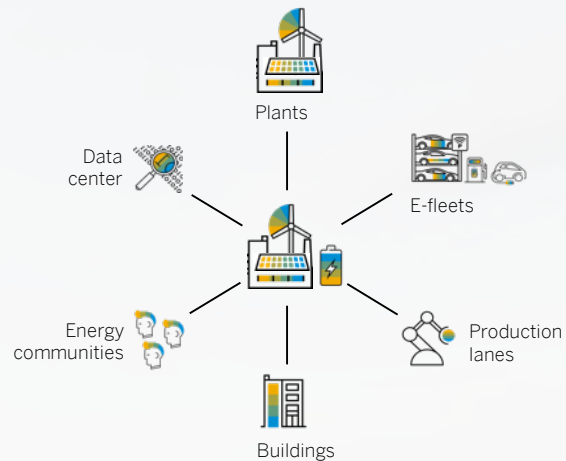 Plants
Data
center
E-fleets
Energy
communities
Production
lanes
Buildings